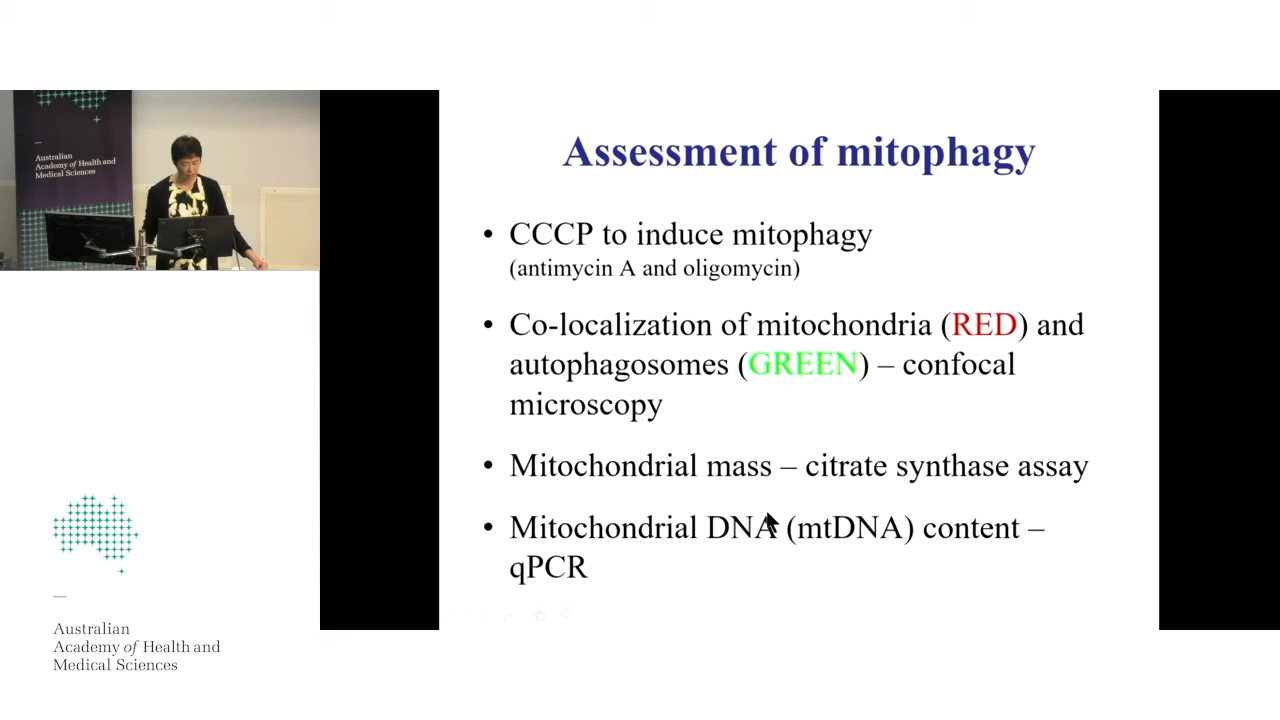 Australian
Academy of Health and
Medical Sciences
Assessment of mitophagy
• CCCP to induce mitophagy
(antimycin A and oligomycin)
• Co-localization of mitochondria (RED) and
autophagosomes (GREEN) – confocal
microscopy
• Mitochondrial mass – citrate synthase assay
• Mitochondrial DNA (mtDNA) content –
qPCR
Australian
Academy of Health and
Medical Sciences